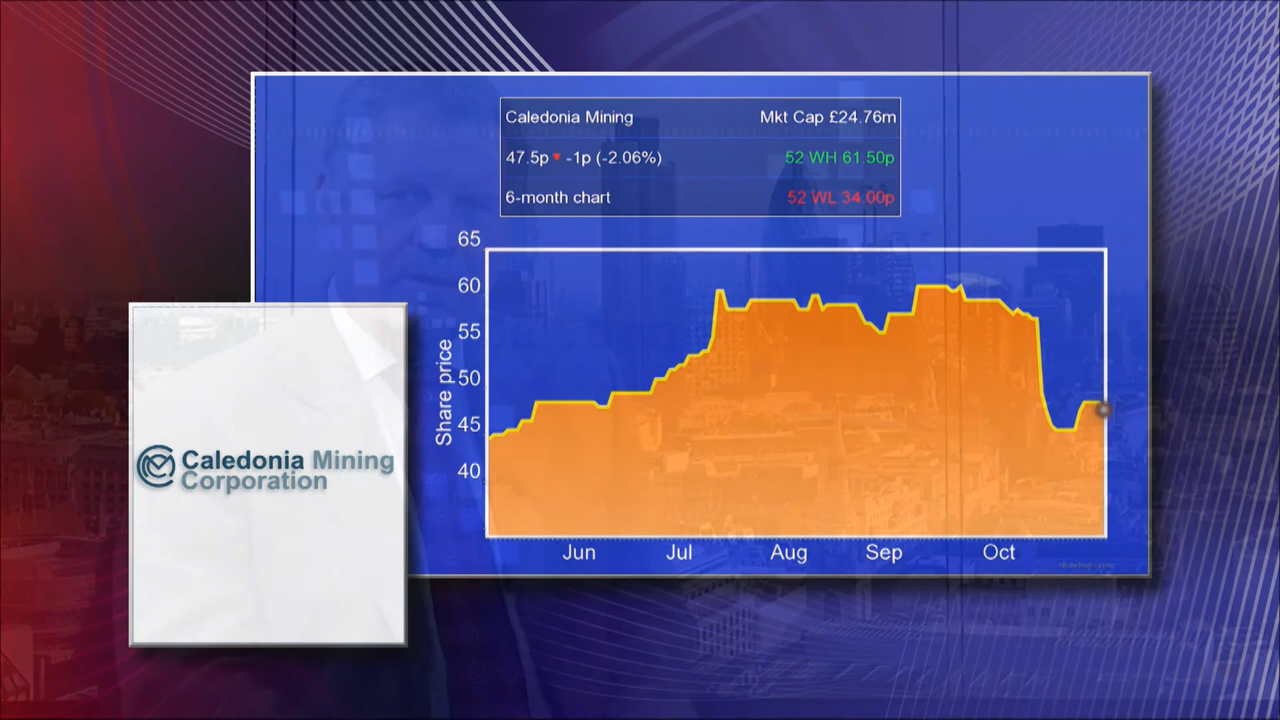 Caledonia Mining Mkt Cap £24.76m
47.5p ▼ -1p (-2.06%) 52 WH 61.50p
6-month chart 52 WL 34.00p
65
60
55
50
45
40
Share price
Jun Jul Aug Sep Oct
Caledonia Mining
Corporation